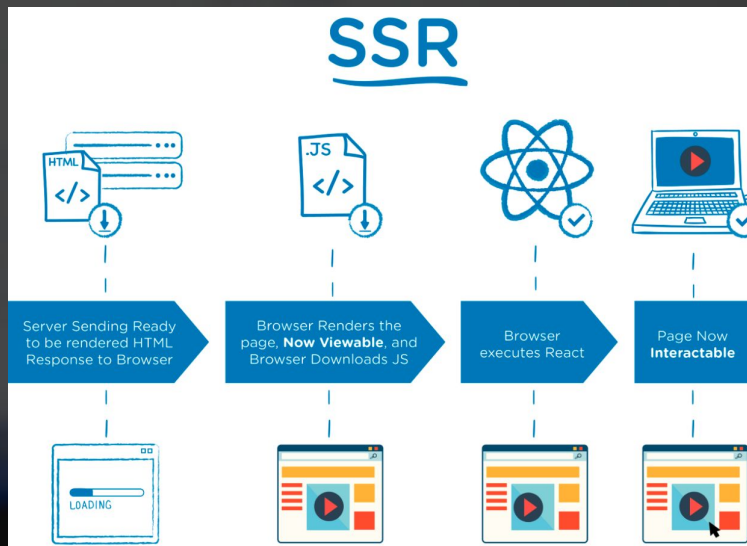 SSR
HTML
</>
.JS
</>
Server Sending Ready
to be rendered HTML
Response to Browser
Browser Renders the
page, Now Viewable, and
Browser Downloads JS
Browser
executes React
Page Now
Interactable
LOADING